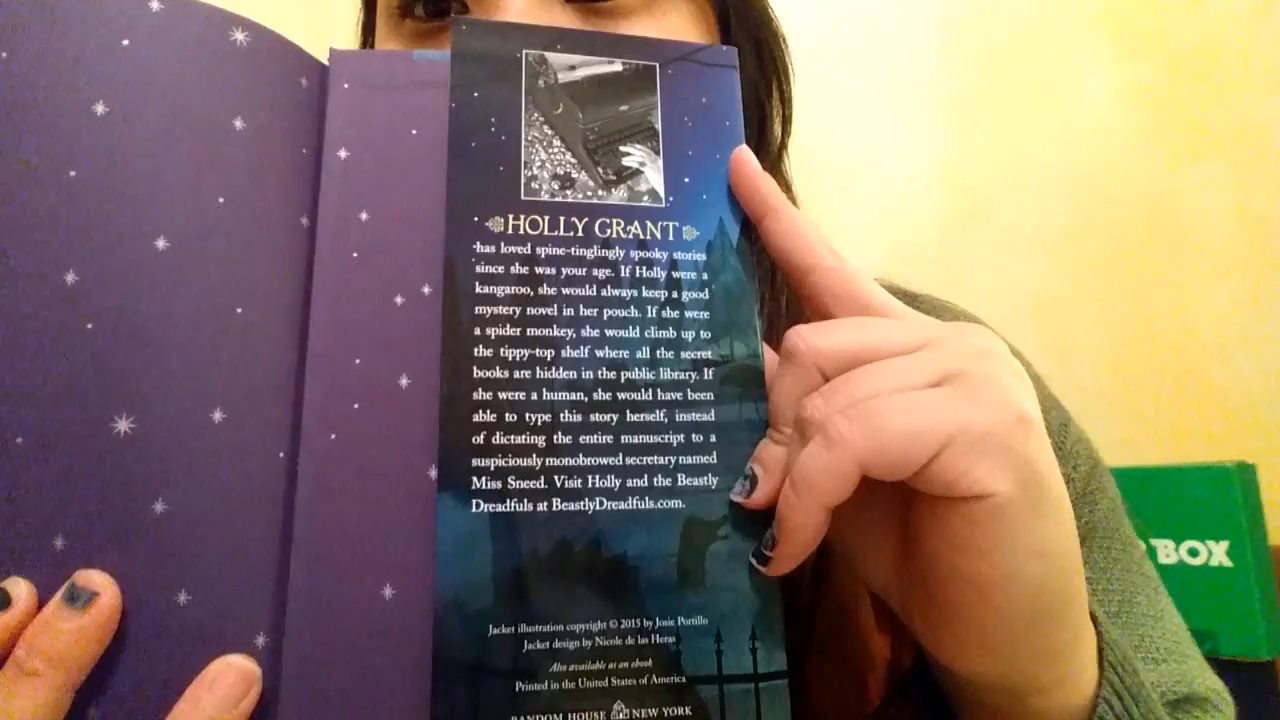 HOLLY GRANT
has loved spine-tinglingly spooky stories
since she was your age. If Holly were a
kangaroo, she would always keep a good
mystery novel in her pouch. If she were
a spider monkey, she would climb up to
the tippy-top shelf where all the secret
books are hidden in the public library. If
she were a human, she would have been
able to type this story herself, instead
of dictating the entire manuscript to a
suspiciously monobrowed secretary named
Miss Sneed. Visit Holly and the Beastly
Dreadfuls at BeastlyDreadfuls.com.
Jacket illustration copyright © 2015 by Josie Portillo
Jacket design by Nicole de las Heras
Also available as an ebook
Printed in the United States of America
RANDOM HOUSE NEW YORK
BOX